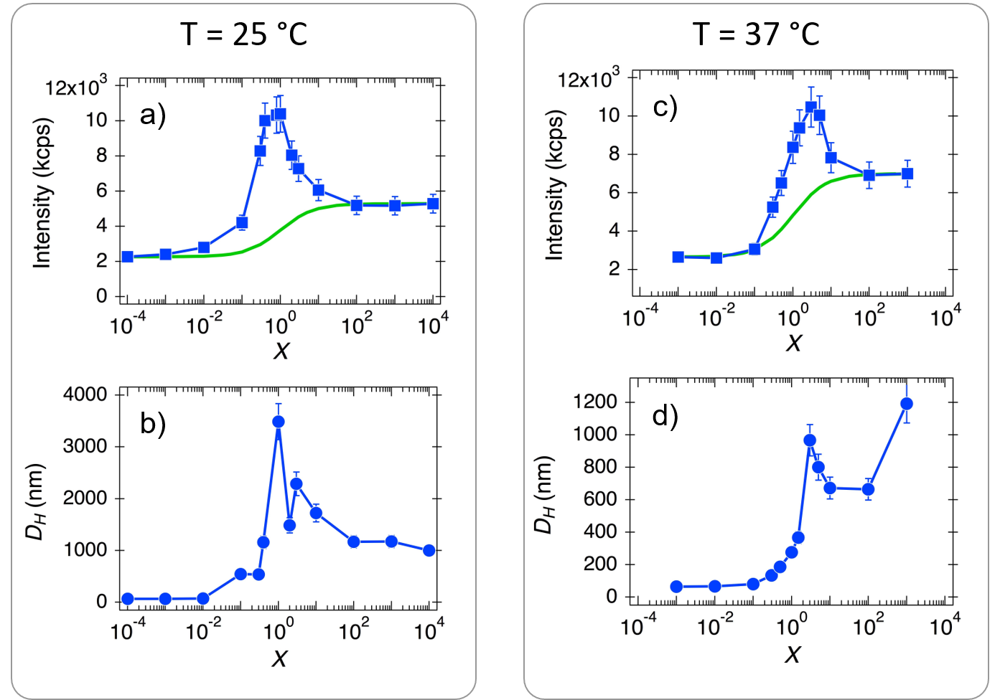 T = 25 °C
12x10³
10
8
6
4
2
0
Intensity (kcps)
a)
10⁻⁴ 10⁻² 10⁰ 10² 10⁴
X
4000
3000
2000
1000
0
D_H (nm)
b)
10⁻⁴ 10⁻² 10⁰ 10² 10⁴
X
T = 37 °C
12x10³
10
8
6
4
2
Intensity (kcps)
c)
10⁻⁴ 10⁻² 10⁰ 10² 10⁴
X
1200
1000
800
600
400
200
0
D_H (nm)
d)
10⁻⁴ 10⁻² 10⁰ 10² 10⁴
X